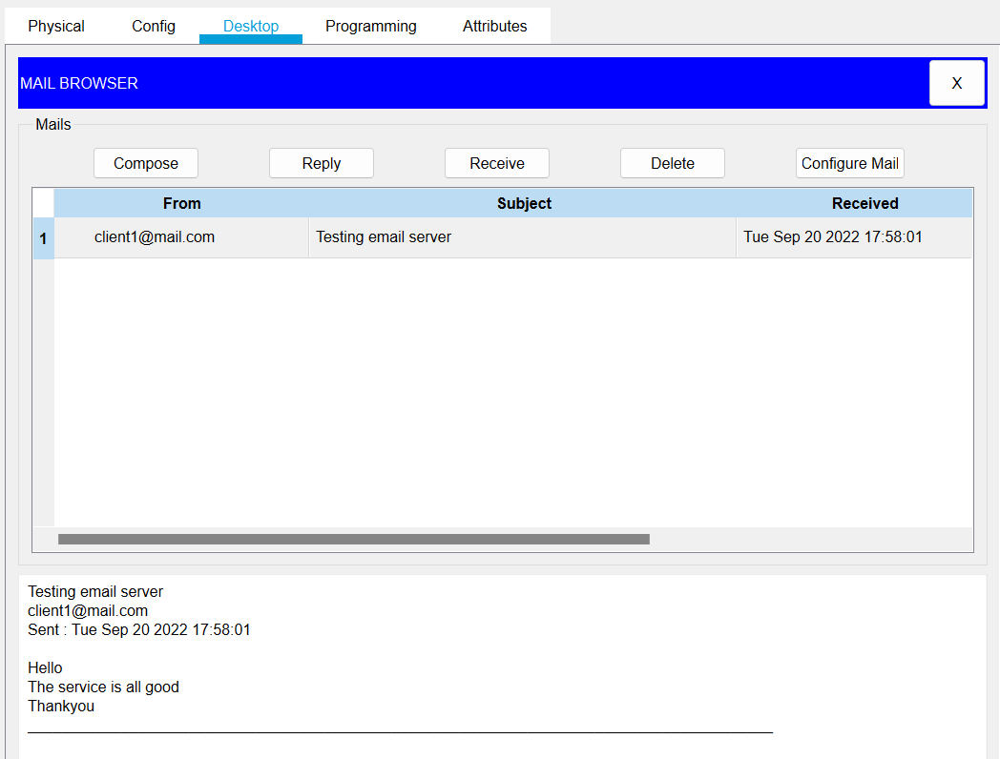 Physical Config Desktop Programming Attributes
MAIL BROWSER X
Mails
Compose Reply Receive Delete Configure Mail
From Subject Received
1 client1@mail.com Testing email server Tue Sep 20 2022 17:58:01
Testing email server
client1@mail.com
Sent : Tue Sep 20 2022 17:58:01
Hello
The service is all good
Thankyou